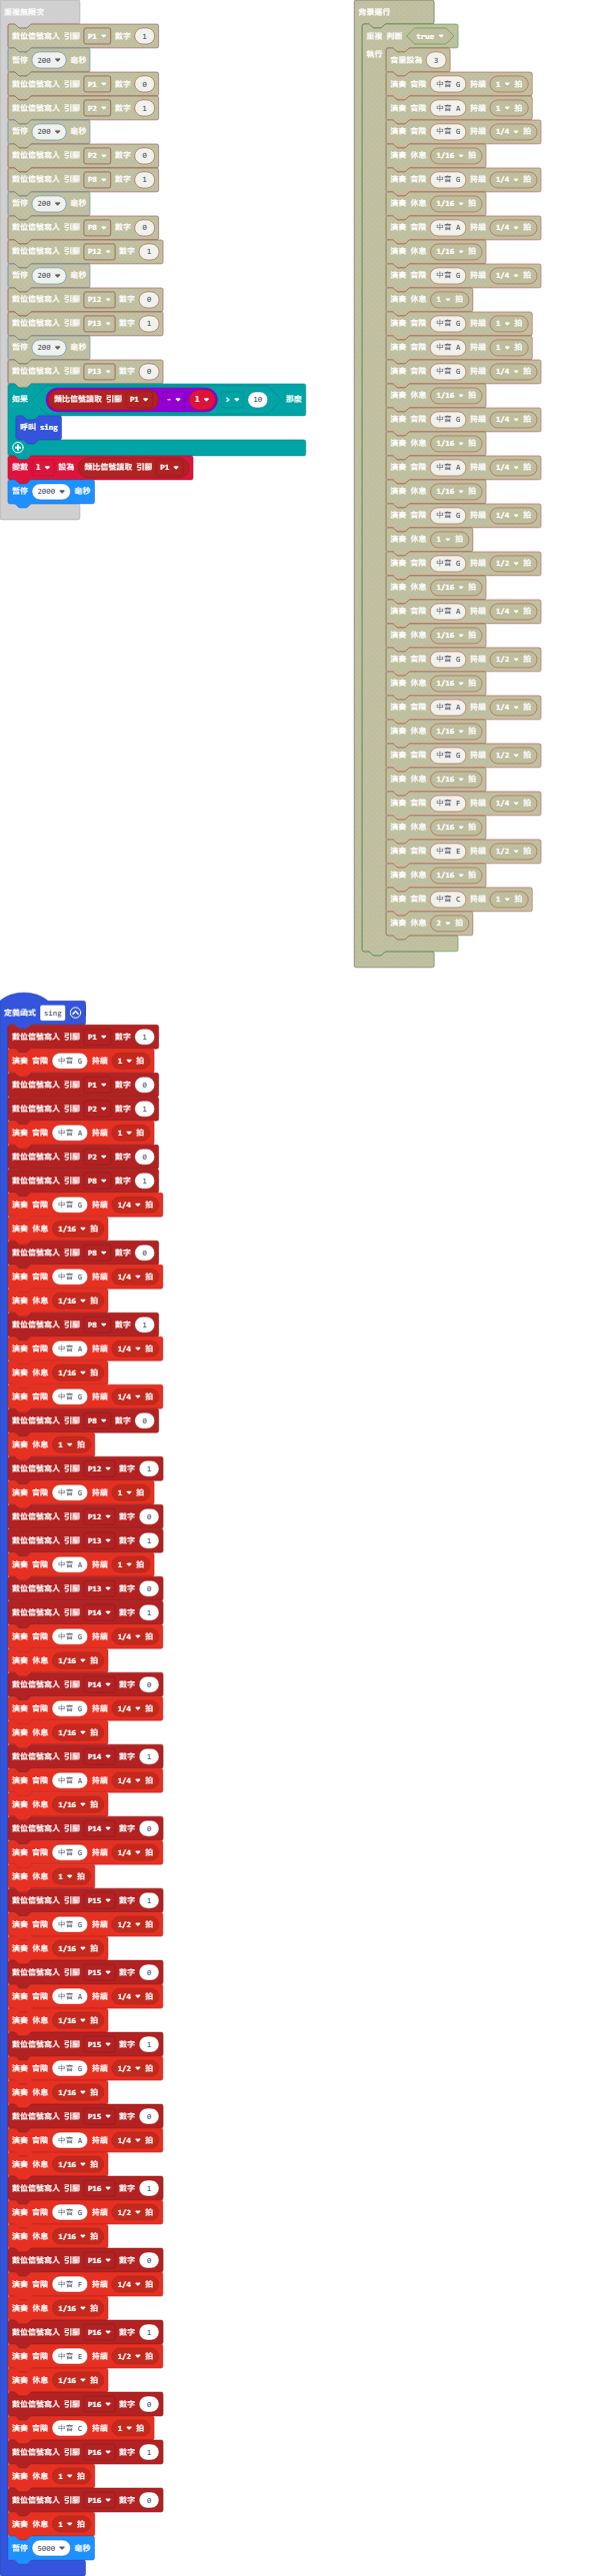 重複無限次
數位信號寫入 引腳 P1 數字 1
暫停 200 毫秒
數位信號寫入 引腳 P1 數字 0
數位信號寫入 引腳 P2 數字 1
暫停 200 毫秒
數位信號寫入 引腳 P2 數字 0
數位信號寫入 引腳 P8 數字 1
暫停 200 毫秒
數位信號寫入 引腳 P8 數字 0
數位信號寫入 引腳 P12 數字 1
暫停 200 毫秒
數位信號寫入 引腳 P12 數字 0
數位信號寫入 引腳 P13 數字 1
暫停 200 毫秒
數位信號寫入 引腳 P13 數字 0
如果 類比信號讀取 引腳 P1 - l > 10 那麼
呼叫 sing
變數 l 設為 類比信號讀取 引腳 P1
暫停 2000 毫秒
背景運行
重複 判斷 true
執行 音量設為 3
演奏 音階 中音 G 持續 1 拍
演奏 音階 中音 A 持續 1 拍
演奏 音階 中音 G 持續 1/4 拍
演奏 休息 1/16 拍
演奏 音階 中音 G 持續 1/4 拍
演奏 休息 1/16 拍
演奏 音階 中音 A 持續 1/4 拍
演奏 休息 1/16 拍
演奏 音階 中音 G 持續 1/4 拍
演奏 休息 1 拍
演奏 音階 中音 G 持續 1 拍
演奏 音階 中音 A 持續 1 拍
演奏 音階 中音 G 持續 1/4 拍
演奏 休息 1/16 拍
演奏 音階 中音 G 持續 1/4 拍
演奏 休息 1/16 拍
演奏 音階 中音 A 持續 1/4 拍
演奏 休息 1/16 拍
演奏 音階 中音 G 持續 1/4 拍
演奏 休息 1 拍
演奏 音階 中音 G 持續 1/2 拍
演奏 休息 1/16 拍
演奏 音階 中音 A 持續 1/4 拍
演奏 休息 1/16 拍
演奏 音階 中音 G 持續 1/2 拍
演奏 休息 1/16 拍
演奏 音階 中音 A 持續 1/4 拍
演奏 休息 1/16 拍
演奏 音階 中音 G 持續 1/2 拍
演奏 休息 1/16 拍
演奏 音階 中音 F 持續 1/4 拍
演奏 休息 1/16 拍
演奏 音階 中音 E 持續 1/2 拍
演奏 休息 1/16 拍
演奏 音階 中音 C 持續 1 拍
演奏 休息 2 拍
定義函式 sing
數位信號寫入 引腳 P1 數字 1
演奏 音階 中音 G 持續 1 拍
數位信號寫入 引腳 P1 數字 0
數位信號寫入 引腳 P2 數字 1
演奏 音階 中音 A 持續 1 拍
數位信號寫入 引腳 P2 數字 0
數位信號寫入 引腳 P8 數字 1
演奏 音階 中音 G 持續 1/4 拍
演奏 休息 1/16 拍
數位信號寫入 引腳 P8 數字 0
演奏 音階 中音 G 持續 1/4 拍
演奏 休息 1/16 拍
數位信號寫入 引腳 P8 數字 1
演奏 音階 中音 A 持續 1/4 拍
演奏 休息 1/16 拍
演奏 音階 中音 G 持續 1/4 拍
數位信號寫入 引腳 P8 數字 0
演奏 休息 1 拍
數位信號寫入 引腳 P12 數字 1
演奏 音階 中音 G 持續 1 拍
數位信號寫入 引腳 P12 數字 0
數位信號寫入 引腳 P13 數字 1
演奏 音階 中音 A 持續 1 拍
數位信號寫入 引腳 P13 數字 0
數位信號寫入 引腳 P14 數字 1
演奏 音階 中音 G 持續 1/4 拍
演奏 休息 1/16 拍
數位信號寫入 引腳 P14 數字 0
演奏 音階 中音 G 持續 1/4 拍
演奏 休息 1/16 拍
數位信號寫入 引腳 P14 數字 1
演奏 音階 中音 A 持續 1/4 拍
演奏 休息 1/16 拍
數位信號寫入 引腳 P14 數字 0
演奏 音階 中音 G 持續 1/4 拍
演奏 休息 1 拍
數位信號寫入 引腳 P15 數字 1
演奏 音階 中音 G 持續 1/2 拍
演奏 休息 1/16 拍
數位信號寫入 引腳 P15 數字 0
演奏 音階 中音 A 持續 1/4 拍
演奏 休息 1/16 拍
數位信號寫入 引腳 P15 數字 1
演奏 音階 中音 G 持續 1/2 拍
演奏 休息 1/16 拍
數位信號寫入 引腳 P15 數字 0
演奏 音階 中音 A 持續 1/4 拍
演奏 休息 1/16 拍
數位信號寫入 引腳 P16 數字 1
演奏 音階 中音 G 持續 1/2 拍
演奏 休息 1/16 拍
數位信號寫入 引腳 P16 數字 0
演奏 音階 中音 F 持續 1/4 拍
演奏 休息 1/16 拍
數位信號寫入 引腳 P16 數字 1
演奏 音階 中音 E 持續 1/2 拍
演奏 休息 1/16 拍
數位信號寫入 引腳 P16 數字 0
演奏 音階 中音 C 持續 1 拍
數位信號寫入 引腳 P16 數字 1
演奏 休息 1 拍
數位信號寫入 引腳 P16 數字 0
演奏 休息 1 拍
暫停 5000 毫秒